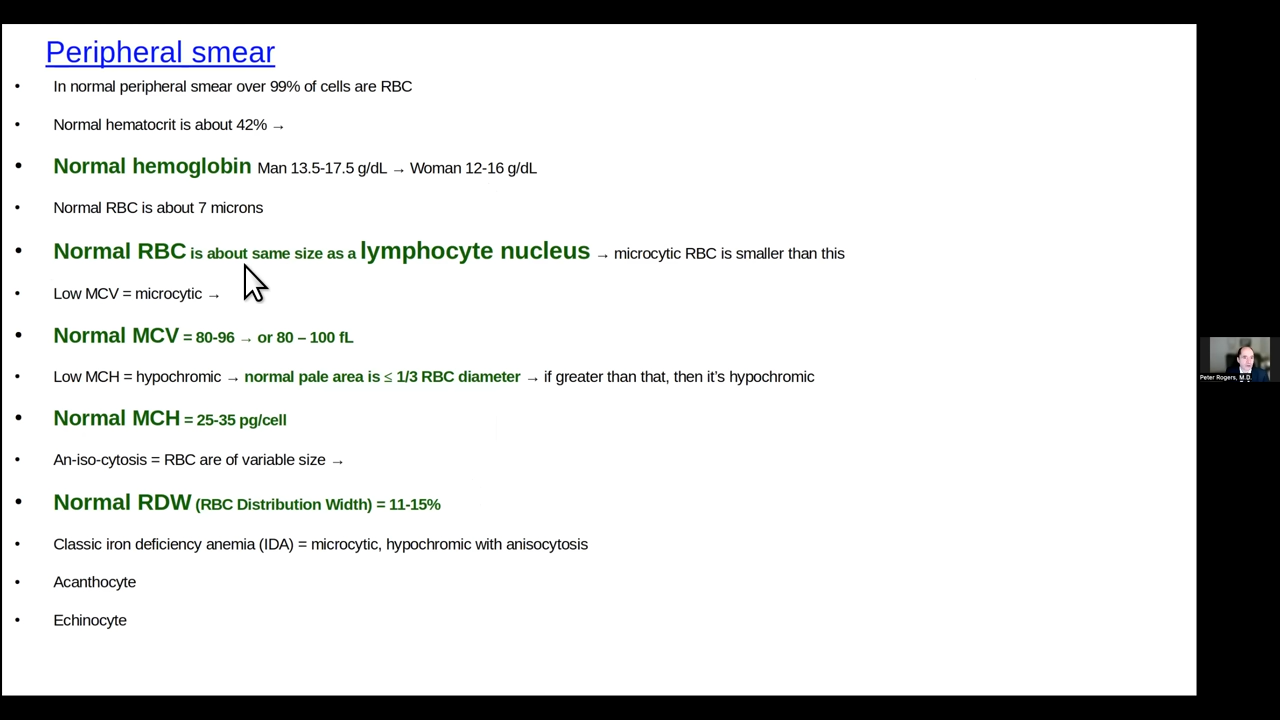 Peripheral smear
• In normal peripheral smear over 99% of cells are RBC
• Normal hematocrit is about 42% →
• Normal hemoglobin Man 13.5-17.5 g/dL → Woman 12-16 g/dL
• Normal RBC is about 7 microns
• Normal RBC is about same size as a lymphocyte nucleus → microcytic RBC is smaller than this
• Low MCV = microcytic →
• Normal MCV = 80-96 → or 80 – 100 fL
• Low MCH = hypochromic → normal pale area is ≤ 1/3 RBC diameter → if greater than that, then it's hypochromic
• Normal MCH = 25-35 pg/cell
• An-iso-cytosis = RBC are of variable size →
• Normal RDW (RBC Distribution Width) = 11-15%
• Classic iron deficiency anemia (IDA) = microcytic, hypochromic with anisocytosis
• Acanthocyte
• Echinocyte
Peter Rogers, M.D.